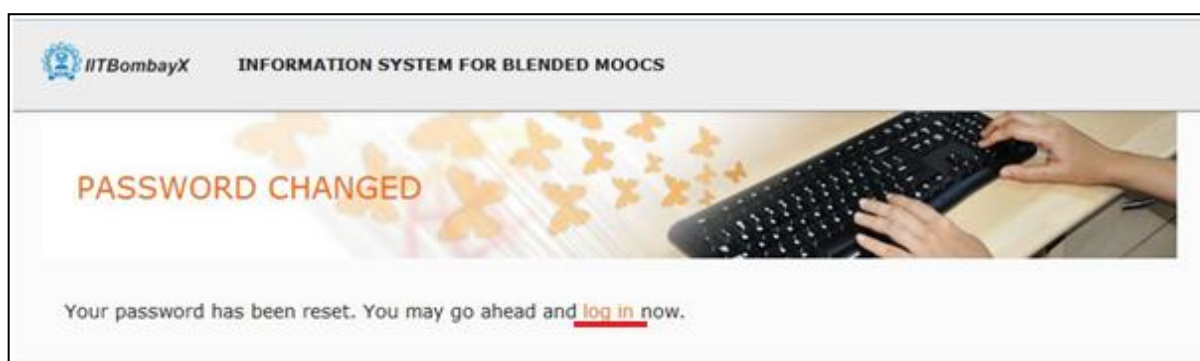 IITBombayX INFORMATION SYSTEM FOR BLENDED MOOCS
PASSWORD CHANGED
Your password has been reset. You may go ahead and log in now.